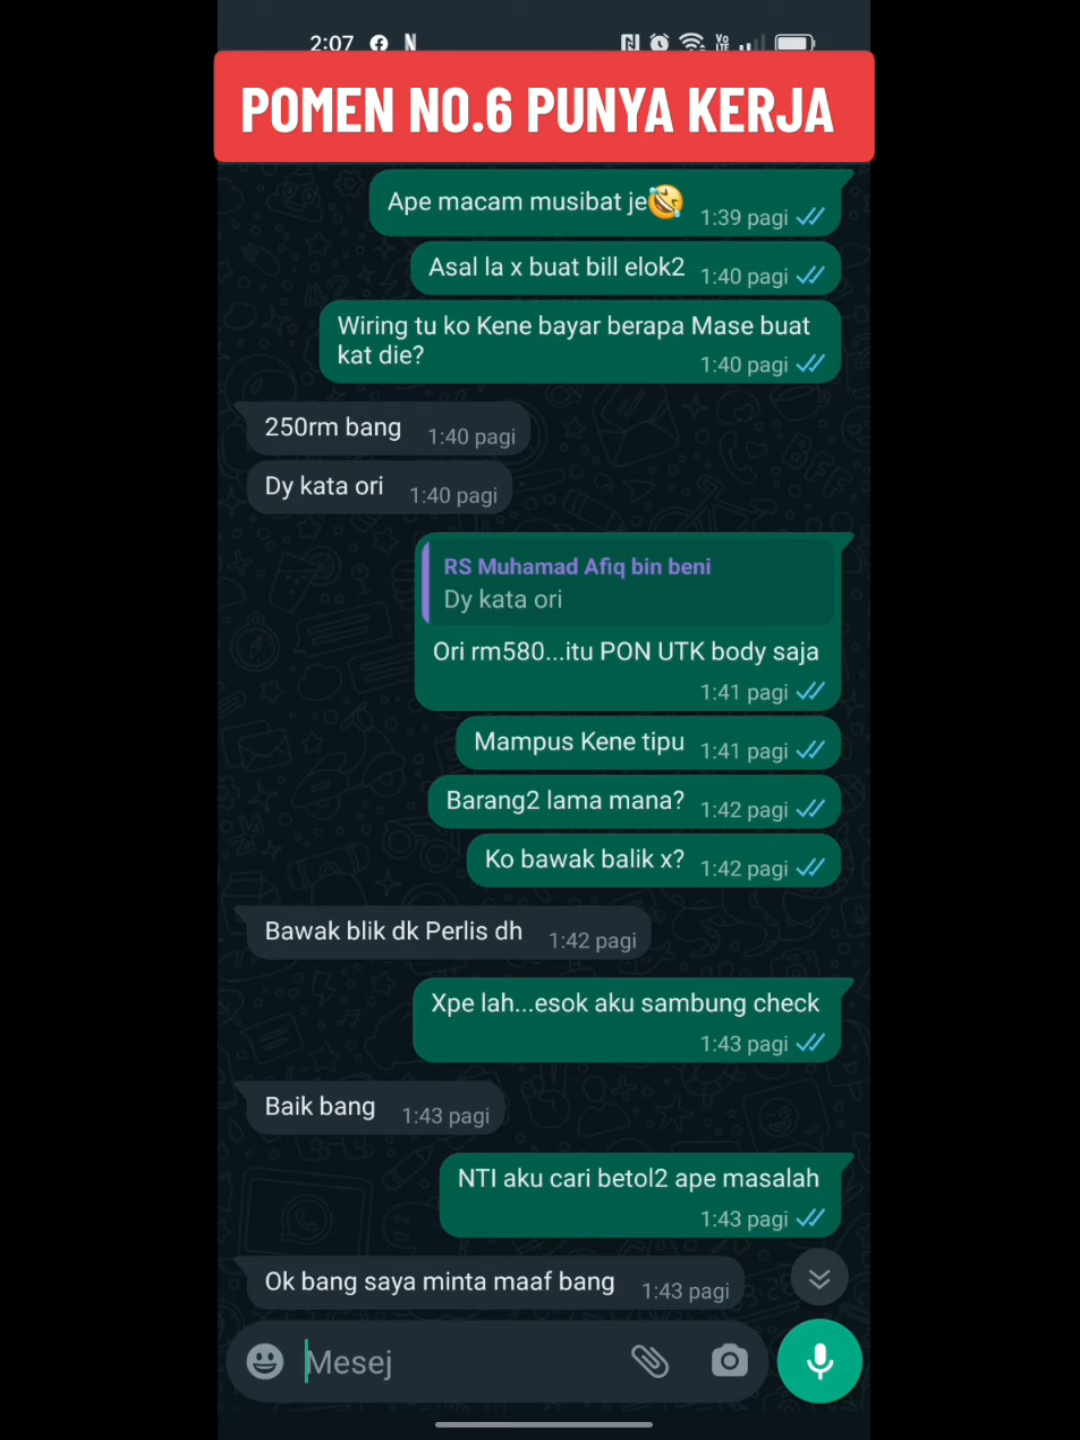 2:07
POMEN NO.6 PUNYA KERJA
Ape macam musibat je🤣
1:39 pagi
Asal la x buat bill elok2
1:40 pagi
Wiring tu ko Kene bayar berapa Mase buat
kat die?
1:40 pagi
250rm bang
1:40 pagi
Dy kata ori
1:40 pagi
RS Muhamad Afiq bin beni
Dy kata ori
Ori rm580...itu PON UTK body saja
1:41 pagi
Mampus Kene tipu
1:41 pagi
Barang2 lama mana?
1:42 pagi
Ko bawak balik x?
1:42 pagi
Bawak blik dk Perlis dh
1:42 pagi
Xpe lah...esok aku sambung check
1:43 pagi
Baik bang
1:43 pagi
NTI aku cari betol2 ape masalah
1:43 pagi
Ok bang saya minta maaf bang
1:43 pagi
Mesej